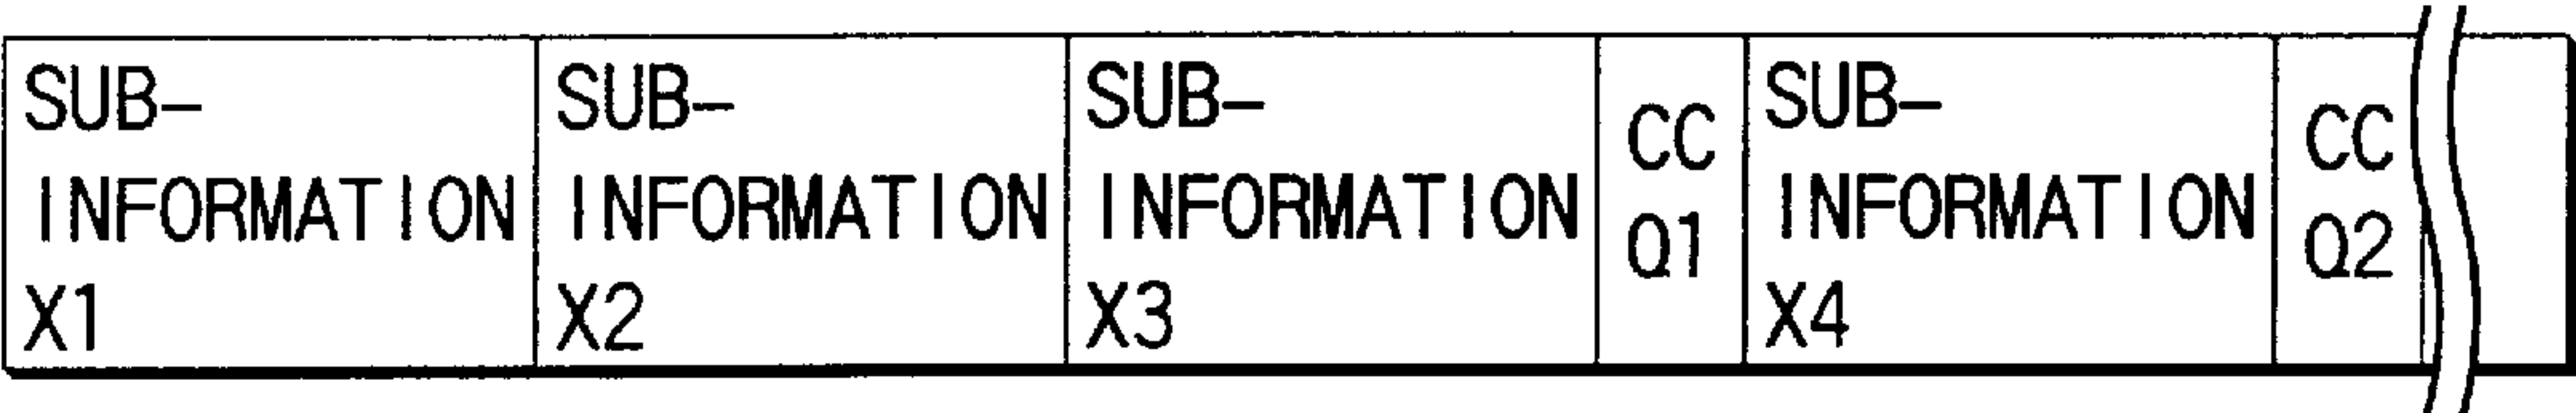 SUB-
INFORMATION
X1
SUB-
INFORMATION
X2
SUB-
INFORMATION
X3
CC
Q1
SUB-
INFORMATION
X4
CC
Q2